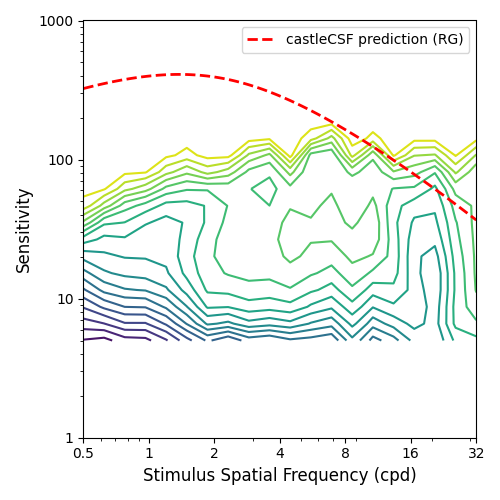 1000
castleCSF prediction (RG)
100
Sensitivity
10
1
0.5 1 2 4 8 16 32
Stimulus Spatial Frequency (cpd)